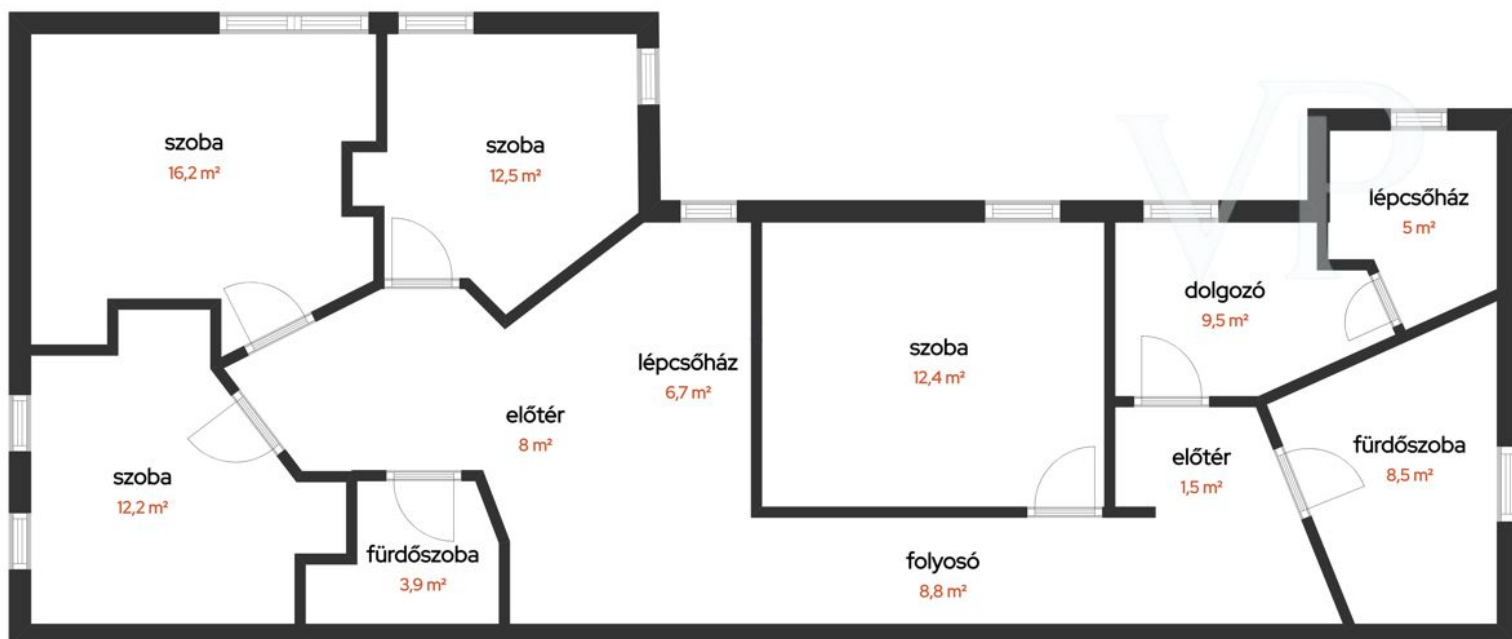 szoba
16,2 m²
szoba
12,5 m²
lépcsőház
5 m²
dolgozó
9,5 m²
szoba
12,4 m²
lépcsőház
6,7 m²
előtér
8 m²
fürdőszoba
8,5 m²
előtér
1,5 m²
szoba
12,2 m²
fürdőszoba
3,9 m²
folyosó
8,8 m²
VP